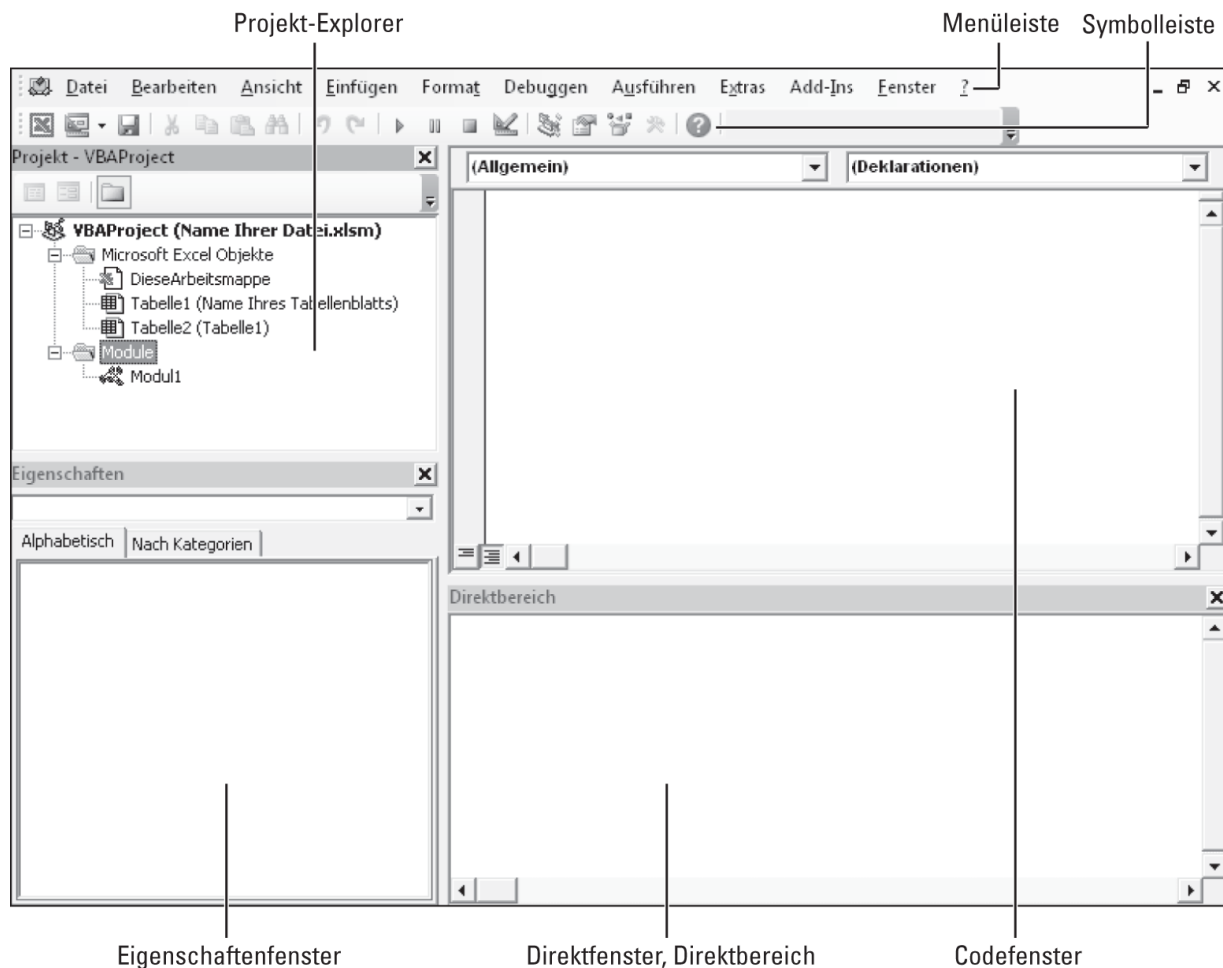 Projekt-Explorer
Menüleiste
Symbolleiste
Datei Bearbeiten Ansicht Einfügen Format Debuggen Ausführen Extras Add-Ins Fenster ?
Projekt - VBAProject
VBAProject (Name Ihrer Datei.xlsm)
Microsoft Excel Objekte
DieseArbeitsmappe
Tabelle1 (Name Ihres Tabellenblatts)
Tabelle2 (Tabelle1)
Module
Modul1
Eigenschaften
Alphabetisch Nach Kategorien
(Allgemein) (Deklarationen)
Direktbereich
Eigenschaftenfenster
Direktfenster, Direktbereich
Codefenster